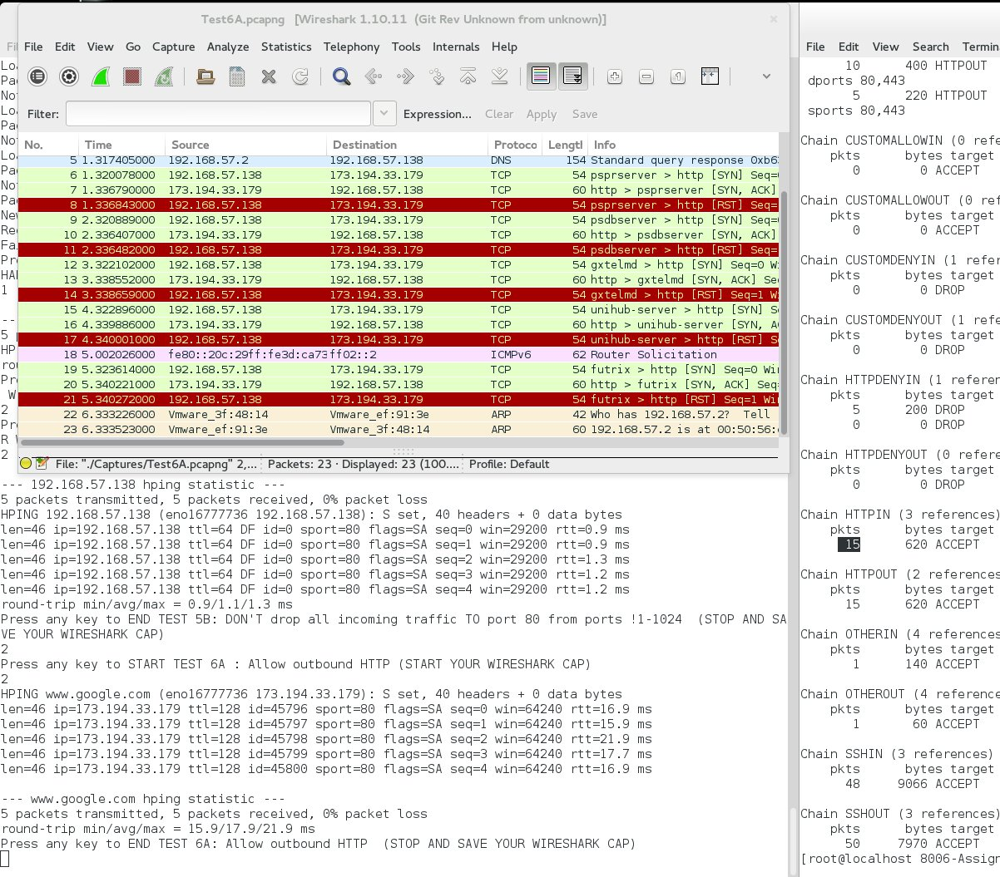 Test6A.pcapng [Wireshark 1.10.11 (Git Rev Unknown from unknown)]
File Edit View Go Capture Analyze Statistics Telephony Tools Internals Help
Filter: Expression... Clear Apply Save
No. Time Source Destination Protoco Lengtl Info
5 1.317405000 192.168.57.2 192.168.57.138 DNS 154 Standard query response 0xb6
6 1.320078000 192.168.57.138 173.194.33.179 TCP 54 psprserver > http [SYN] Seq=
7 1.336790000 173.194.33.179 192.168.57.138 TCP 60 http > psprserver [SYN, ACK]
8 1.336843000 192.168.57.138 173.194.33.179 TCP 54 psprserver > http [RST] Seq=
9 2.320889000 192.168.57.138 173.194.33.179 TCP 54 psdbserver > http [SYN] Seq=
10 2.336407000 173.194.33.179 192.168.57.138 TCP 60 http > psdbserver [SYN, ACK]
11 2.336482000 192.168.57.138 173.194.33.179 TCP 54 psdbserver > http [RST] Seq=
12 3.322102000 192.168.57.138 173.194.33.179 TCP 54 gxtelmd > http [SYN] Seq=0 Wi
13 3.338552000 173.194.33.179 192.168.57.138 TCP 60 http > gxtelmd [SYN, ACK] Se
14 3.338659000 192.168.57.138 173.194.33.179 TCP 54 gxtelmd > http [RST] Seq=1 W
15 4.322896000 192.168.57.138 173.194.33.179 TCP 54 unihub-server > http [SYN] S
16 4.339886000 173.194.33.179 192.168.57.138 TCP 60 http > unihub-server [SYN, A
17 4.340001000 192.168.57.138 173.194.33.179 TCP 54 unihub-server > http [RST] S
18 5.002026000 fe80::20c:29ff:fe3d:ca73 ff02::2 ICMPv6 62 Router Solicitation
19 5.323614000 192.168.57.138 173.194.33.179 TCP 54 futrix > http [SYN] Seq=0 Win
20 5.340221000 173.194.33.179 192.168.57.138 TCP 60 http > futrix [SYN, ACK] Seq
21 5.340272000 192.168.57.138 173.194.33.179 TCP 54 futrix > http [RST] Seq=1 Win
22 6.333226000 Vmware_3f:48:14 Vmware_ef:91:3e ARP 42 Who has 192.168.57.2? Tell
23 6.333523000 Vmware_ef:91:3e Vmware_3f:48:14 ARP 60 192.168.57.2 is at 00:50:56:
File: "./Captures/Test6A.pcapng" 2,... Packets: 23 · Displayed: 23 (100.... Profile: Default
--- 192.168.57.138 hping statistic ---
5 packets transmitted, 5 packets received, 0% packet loss
HPING 192.168.57.138 (eno16777736 192.168.57.138): S set, 40 headers + 0 data bytes
len=46 ip=192.168.57.138 ttl=64 DF id=0 sport=80 flags=SA seq=0 win=29200 rtt=0.9 ms
len=46 ip=192.168.57.138 ttl=64 DF id=0 sport=80 flags=SA seq=1 win=29200 rtt=0.9 ms
len=46 ip=192.168.57.138 ttl=64 DF id=0 sport=80 flags=SA seq=2 win=29200 rtt=1.3 ms
len=46 ip=192.168.57.138 ttl=64 DF id=0 sport=80 flags=SA seq=3 win=29200 rtt=1.2 ms
len=46 ip=192.168.57.138 ttl=64 DF id=0 sport=80 flags=SA seq=4 win=29200 rtt=1.2 ms
round-trip min/avg/max = 0.9/1.1/1.3 ms
Press any key to END TEST 5B: DON'T drop all incoming traffic TO port 80 from ports !1-1024 (STOP AND SA
VE YOUR WIRESHARK CAP)
2
Press any key to START TEST 6A : Allow outbound HTTP (START YOUR WIRESHARK CAP)
2
HPING www.google.com (eno16777736 173.194.33.179): S set, 40 headers + 0 data bytes
len=46 ip=173.194.33.179 ttl=128 id=45796 sport=80 flags=SA seq=0 win=64240 rtt=16.9 ms
len=46 ip=173.194.33.179 ttl=128 id=45797 sport=80 flags=SA seq=1 win=64240 rtt=15.9 ms
len=46 ip=173.194.33.179 ttl=128 id=45798 sport=80 flags=SA seq=2 win=64240 rtt=21.9 ms
len=46 ip=173.194.33.179 ttl=128 id=45799 sport=80 flags=SA seq=3 win=64240 rtt=17.7 ms
len=46 ip=173.194.33.179 ttl=128 id=45800 sport=80 flags=SA seq=4 win=64240 rtt=16.9 ms
--- www.google.com hping statistic ---
5 packets transmitted, 5 packets received, 0% packet loss
round-trip min/avg/max = 15.9/17.9/21.9 ms
Press any key to END TEST 6A: Allow outbound HTTP (STOP AND SAVE YOUR WIRESHARK CAP)
File Edit View Search Termin
10 400 HTTPOUT
dports 80,443
5 220 HTTPOUT
sports 80,443
Chain CUSTOMALLOWIN (0 ref
pkts bytes target
0 0 ACCEPT
Chain CUSTOMALLOWOUT (0 re
pkts bytes target
0 0 ACCEPT
Chain CUSTOMDENYIN (1 refer
pkts bytes target
0 0 DROP
Chain CUSTOMDENYOUT (1 refe
pkts bytes target
0 0 DROP
Chain HTTPDENYIN (1 referen
pkts bytes target
5 200 DROP
0 0 DROP
Chain HTTPDENYOUT (0 refere
pkts bytes target
0 0 DROP
Chain HTTPIN (3 references)
pkts bytes target
15 620 ACCEPT
Chain HTTPOUT (2 references
pkts bytes target
15 620 ACCEPT
Chain OTHERIN (4 references
pkts bytes target
1 140 ACCEPT
Chain OTHEROUT (4 reference
pkts bytes target
1 60 ACCEPT
Chain SSHIN (3 references)
pkts bytes target
48 9066 ACCEPT
Chain SSHOUT (3 references)
pkts bytes target
50 7970 ACCEPT
[root@localhost 8006-Assign